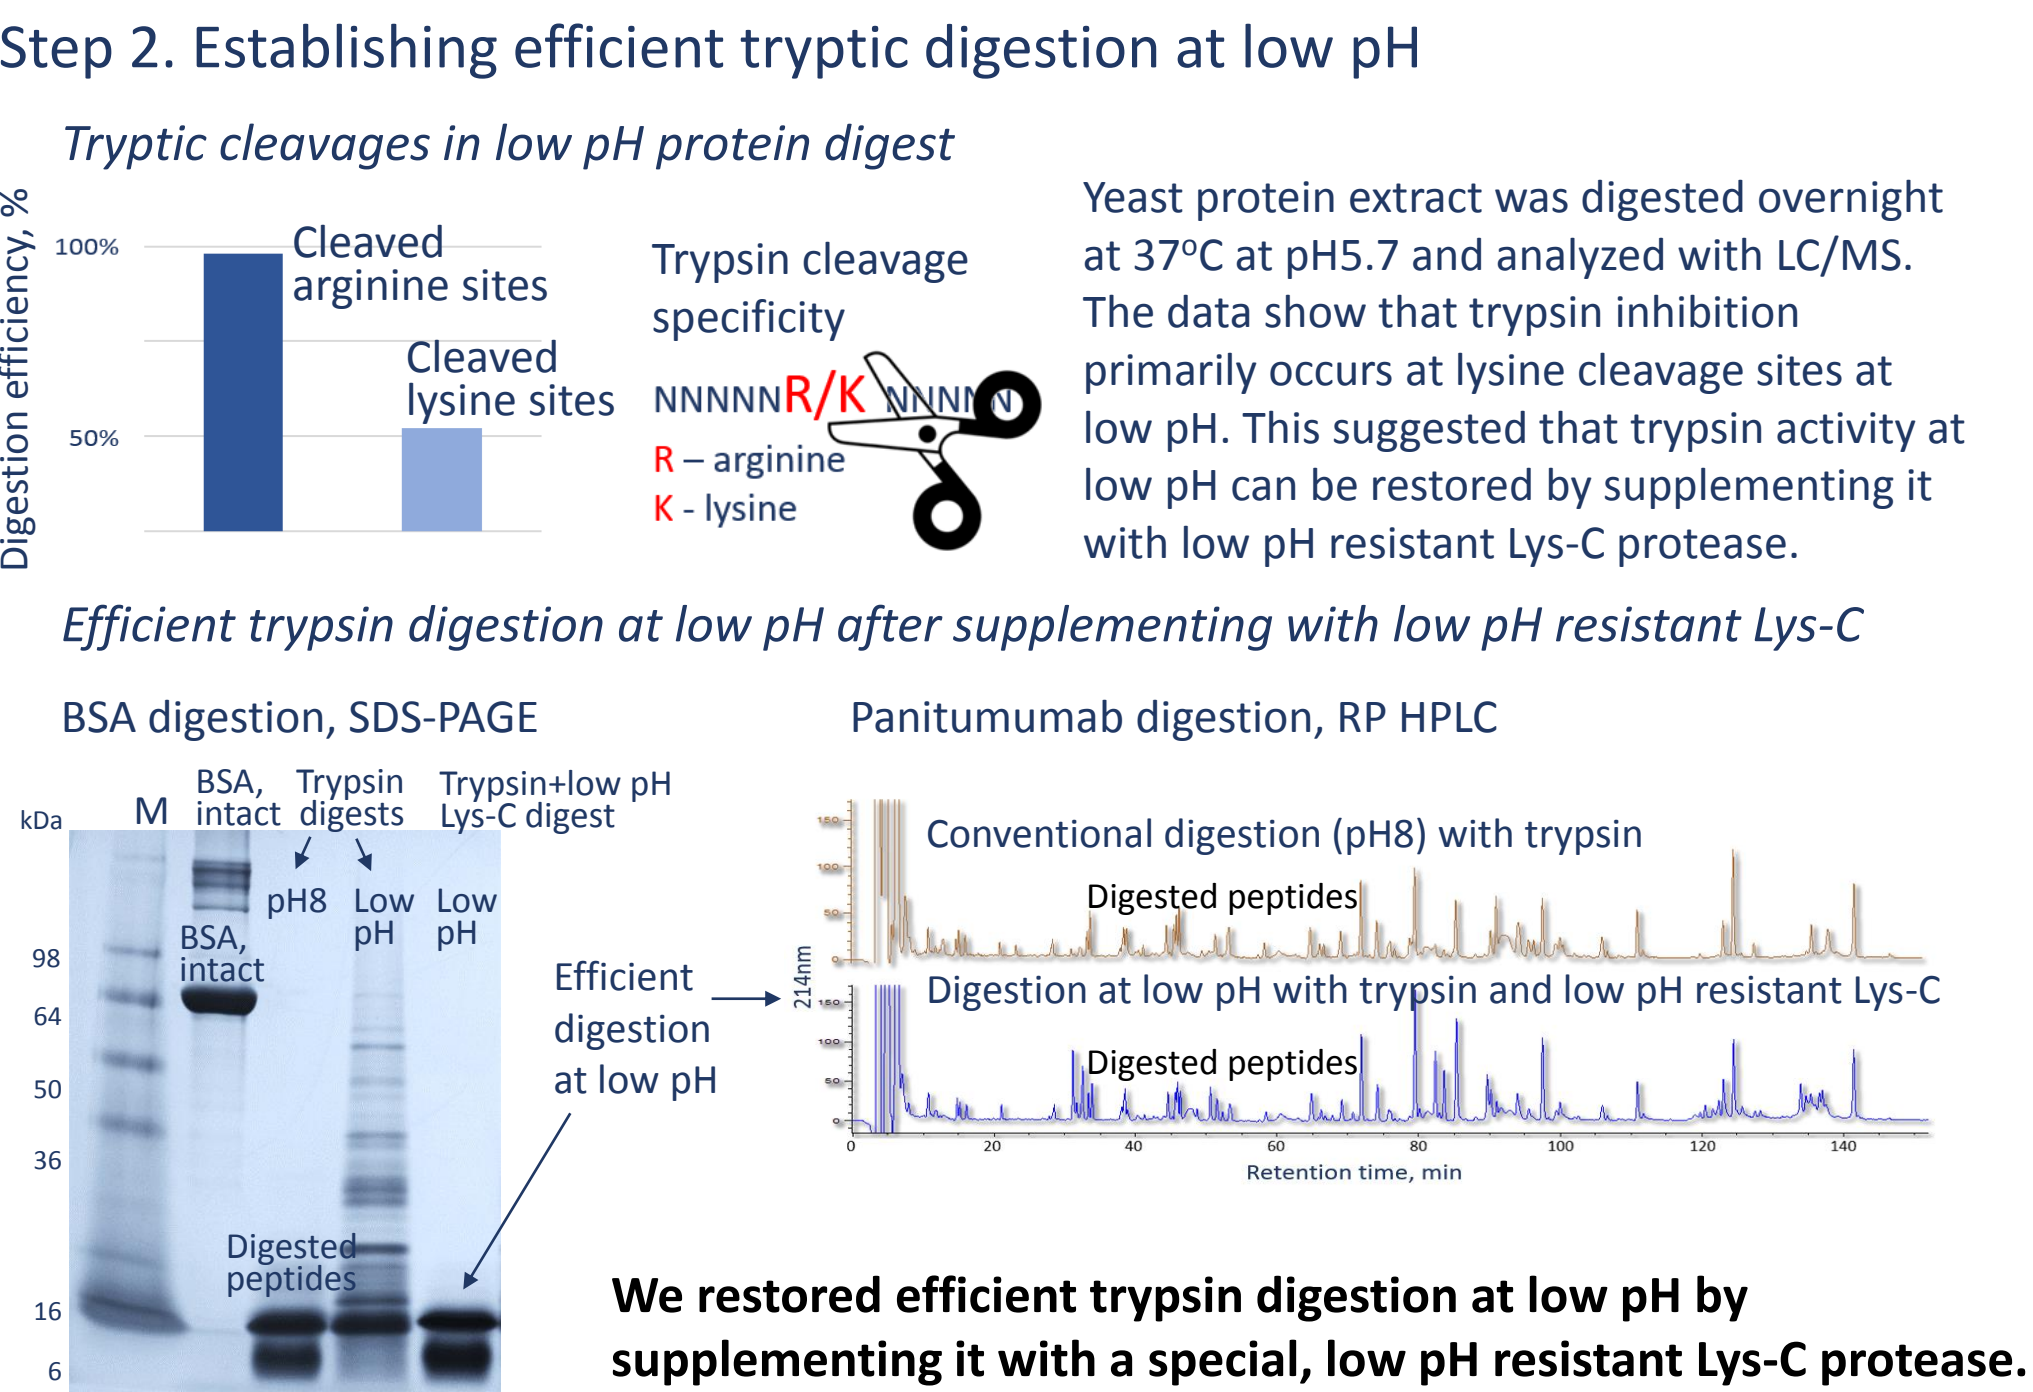 Step 2. Establishing efficient tryptic digestion at low pH
Tryptic cleavages in low pH protein digest
Digestion efficiency, %
100%
50%
Cleaved
arginine sites
Cleaved
lysine sites
Trypsin cleavage
specificity
NNNNNR/K NNNNN
R – arginine
K - lysine
Yeast protein extract was digested overnight
at 37°C at pH5.7 and analyzed with LC/MS.
The data show that trypsin inhibition
primarily occurs at lysine cleavage sites at
low pH. This suggested that trypsin activity at
low pH can be restored by supplementing it
with low pH resistant Lys-C protease.
Efficient trypsin digestion at low pH after supplementing with low pH resistant Lys-C
BSA digestion, SDS-PAGE
kDa
M
BSA,
intact
Trypsin
digests
Trypsin+low pH
Lys-C digest
pH8
Low
pH
Low
pH
BSA,
intact
98
64
50
36
16
6
Digested
peptides
Efficient
digestion
at low pH
Panitumumab digestion, RP HPLC
214nm
150
100
50
0
Conventional digestion (pH8) with trypsin
Digested peptides
150
100
50
0
Digestion at low pH with trypsin and low pH resistant Lys-C
Digested peptides
0 20 40 60 80 100 120 140
Retention time, min
We restored efficient trypsin digestion at low pH by
supplementing it with a special, low pH resistant Lys-C protease.